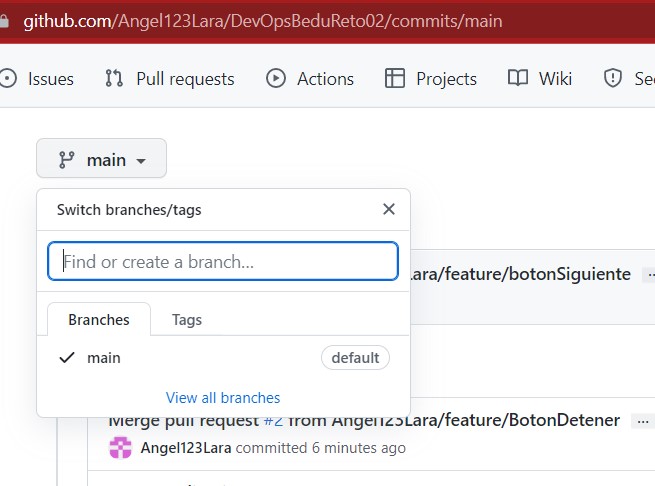 github.com/Angel123Lara/DevOpsBeduReto02/commits/main
Issues Pull requests Actions Projects Wiki Se
main
Switch branches/tags
Find or create a branch...
ara/feature/botonSiguiente ...
Branches Tags
main default
View all branches
Merge pull request #2 from Angel123Lara/feature/BotonDetener ...
Angel123Lara committed 6 minutes ago